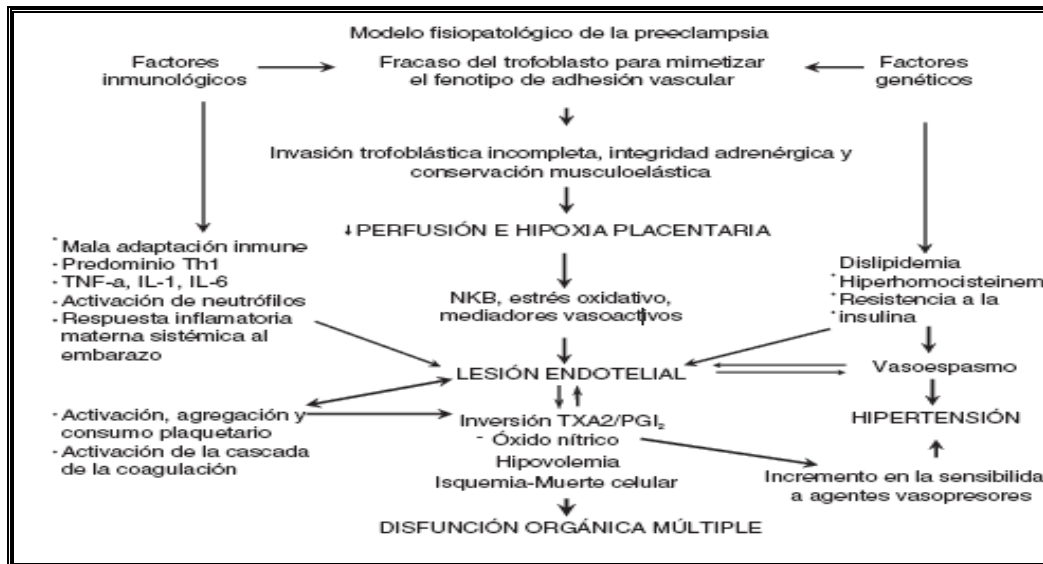 Modelo fisiopatológico de la preeclampsia
Factores
inmunológicos
Fracaso del trofoblasto para mimetizar
el fenotipo de adhesión vascular
Factores
genéticos
Invasión trofoblástica incompleta, integridad adrenérgica y
conservación musculoelástica
↓PERFUSIÓN E HIPOXIA PLACENTARIA
* Mala adaptación inmune
- Predominio Th1
- TNF-a, IL-1, IL-6
- Activación de neutrófilos
- Respuesta inflamatoria
materna sistémica al
embarazo
NKB, estrés oxidativo,
mediadores vasoactivos
Dislipidemia
* Hiperhomocisteinem
* Resistencia a la
* insulina
LESIÓN ENDOTELIAL
Vasoespasmo
HIPERTENSIÓN
- Activación, agregación y
consumo plaquetario
- Activación de la cascada
de la coagulación
Inversión TXA2/PGI₂
- Óxido nítrico
Hipovolemia
Isquemia-Muerte celular
Incremento en la sensibilida
a agentes vasopresores
DISFUNCIÓN ORGÁNICA MÚLTIPLE